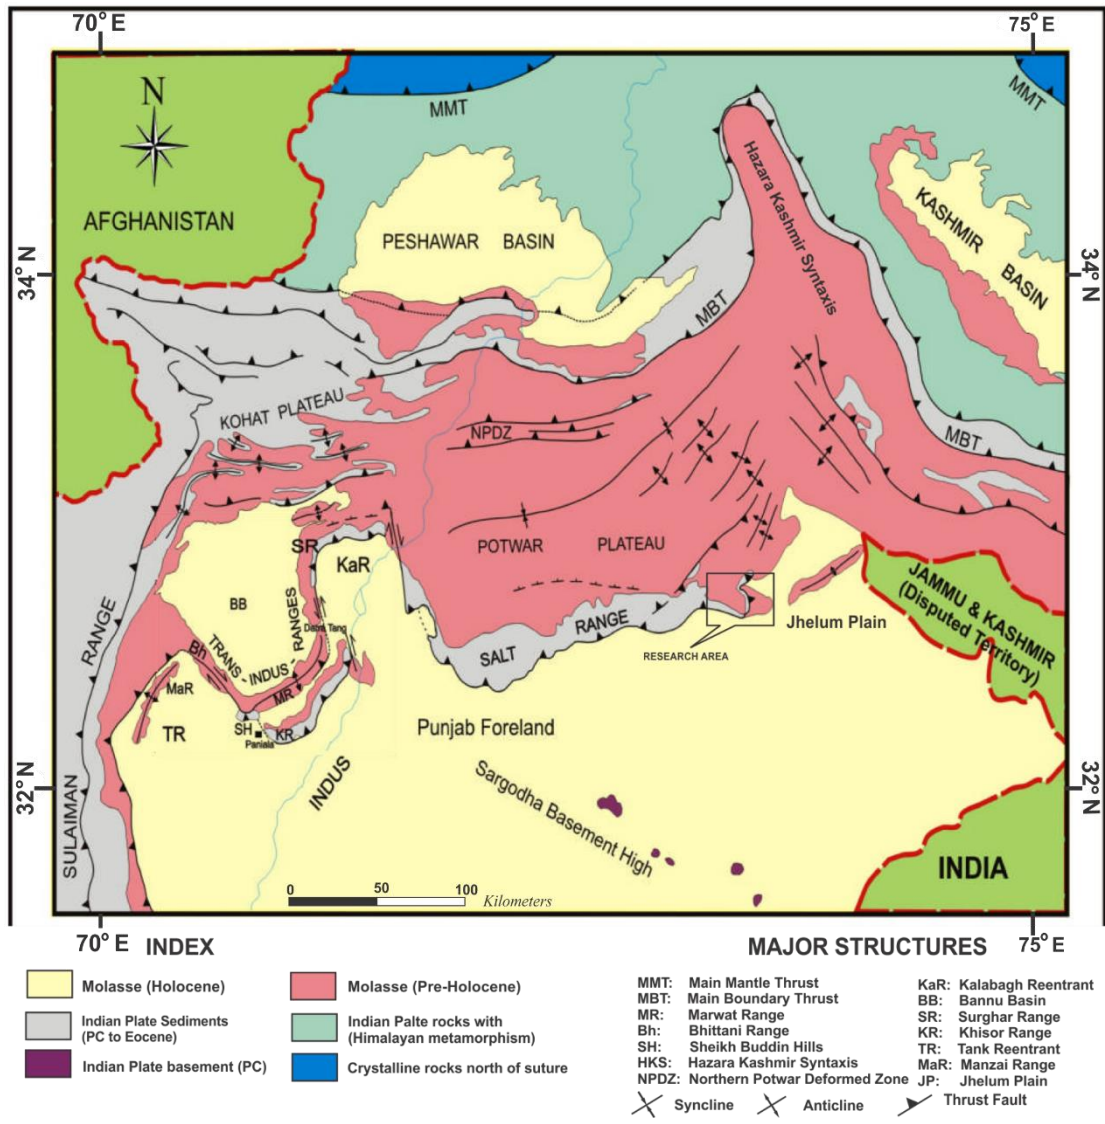 70° E
75° E
N
MMT
MMT
AFGHANISTAN
PESHAWAR BASIN
Hazara Kashmir Syntaxis
KASHMIR
BASIN
34° N
34° N
MBT
KOHAT PLATEAU
NPDZ
MBT
POTWAR PLATEAU
SR
KaR
BB
RANGES
TRANS
INDUS
Bh
MaR
MR
TR
SH
KR
Paniala
RANGE
SULAIMAN
SALT
RANGE
RESEARCH AREA
Jhelum Plain
JAMMU & KASHMIR
(Disputed
Territory)
Punjab Foreland
INDUS
Sargodha Basement High
32° N
32° N
INDIA
0 50 100
Kilometers
70° E
75° E
INDEX
Molasse (Holocene)
Molasse (Pre-Holocene)
Indian Plate Sediments
(PC to Eocene)
Indian Palte rocks with
(Himalayan metamorphism)
Indian Plate basement (PC)
Crystalline rocks north of suture
MAJOR STRUCTURES
MMT: Main Mantle Thrust
MBT: Main Boundary Thrust
MR: Marwat Range
Bh: Bhittani Range
SH: Sheikh Buddin Hills
HKS: Hazara Kashmir Syntaxis
NPDZ: Northern Potwar Deformed Zone
KaR: Kalabagh Reentrant
BB: Bannu Basin
SR: Surghar Range
KR: Khisor Range
TR: Tank Reentrant
MaR: Manzai Range
JP: Jhelum Plain
Syncline
Anticline
Thrust Fault